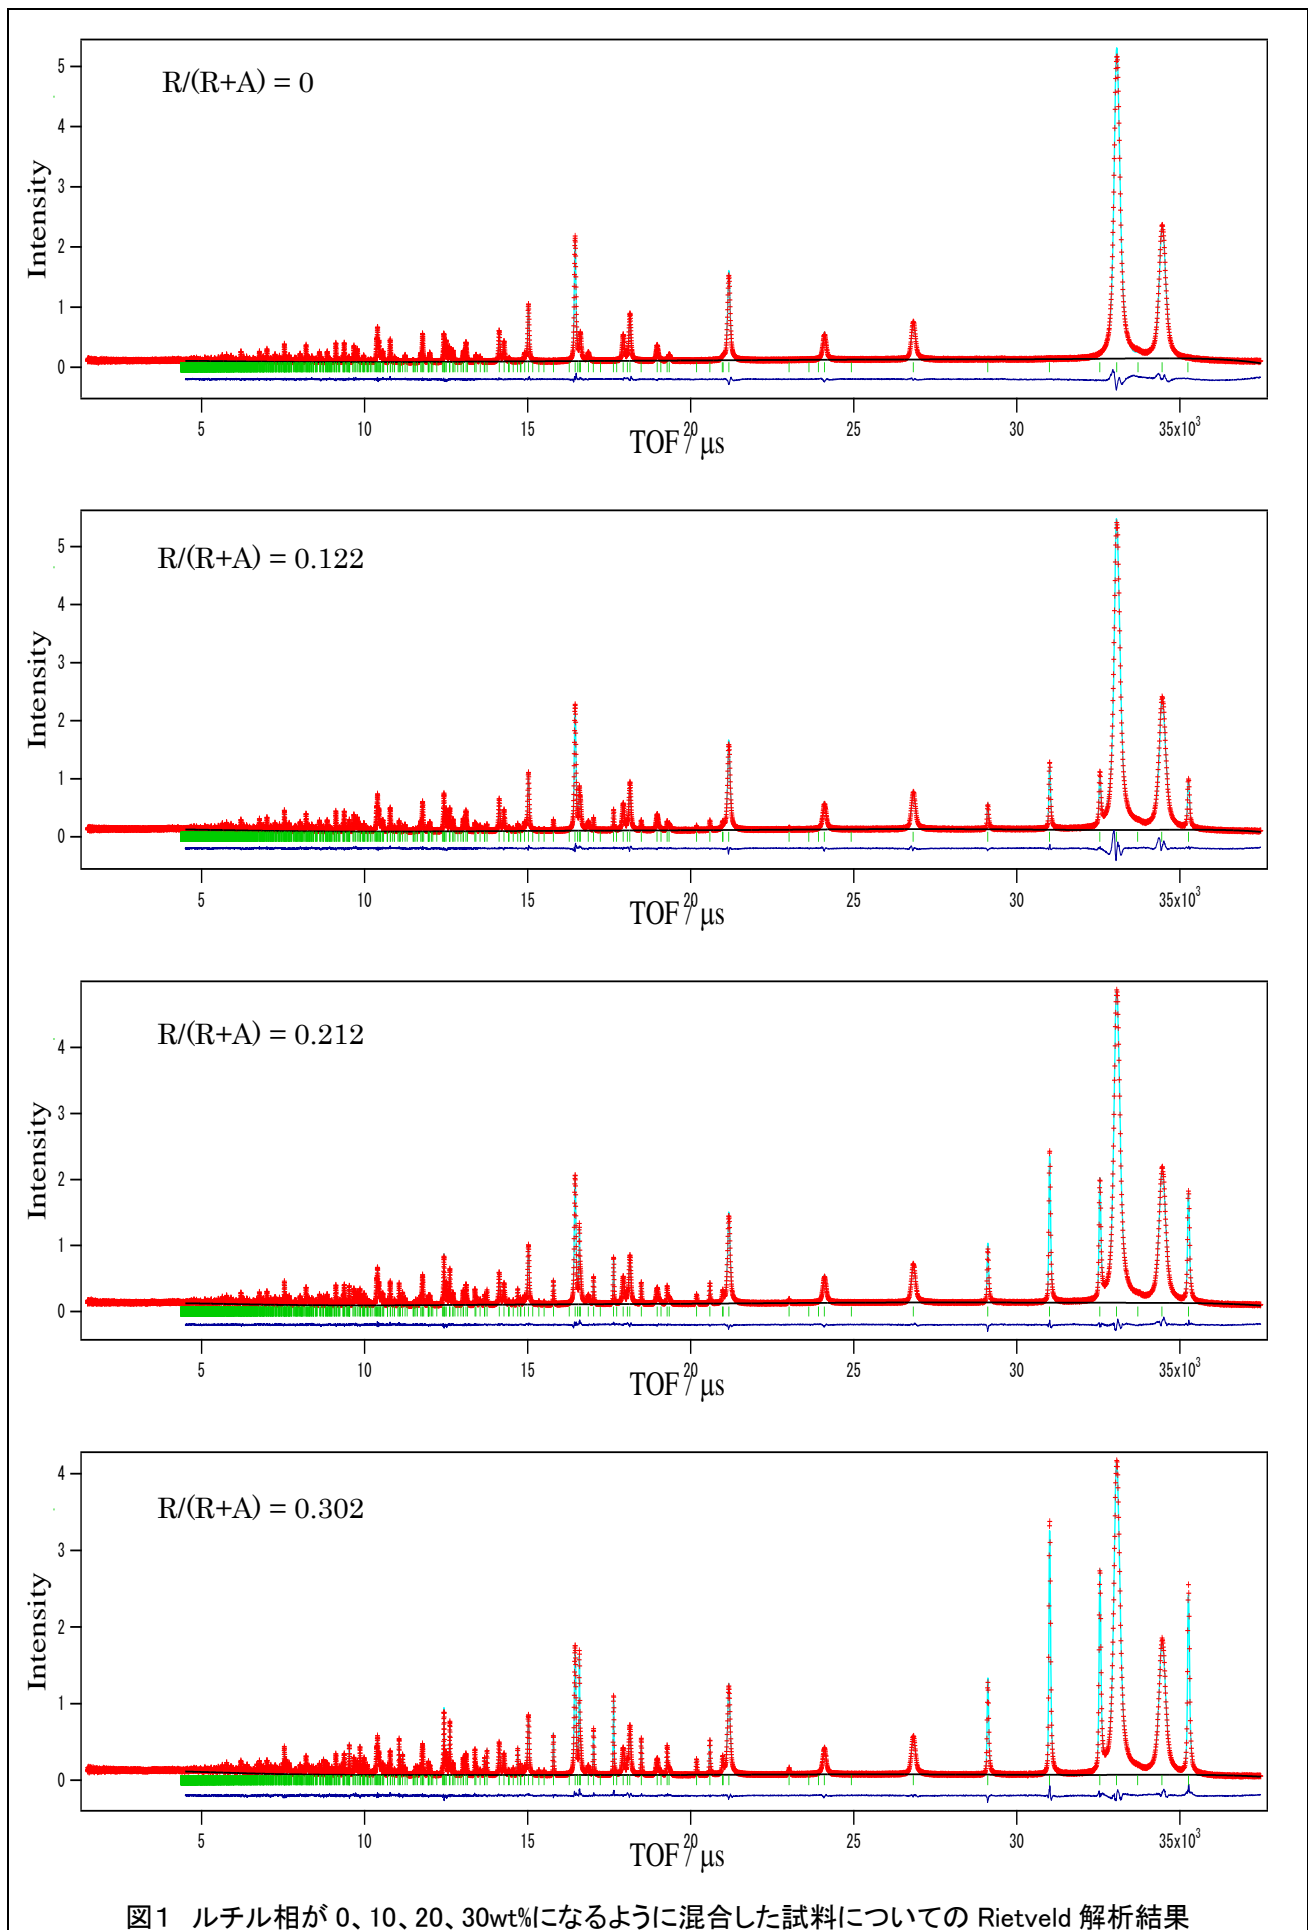 R/(R+A) = 0
5
4
3
2
1
0
Intensity
5 10 15 20 25 30 35x10³
TOF / μs
R/(R+A) = 0.122
5
4
3
2
1
0
Intensity
5 10 15 20 25 30 35x10³
TOF / μs
R/(R+A) = 0.212
4
3
2
1
0
Intensity
5 10 15 20 25 30 35x10³
TOF / μs
R/(R+A) = 0.302
4
3
2
1
0
Intensity
5 10 15 20 25 30 35x10³
TOF / μs
図1 ルチル相が 0、10、20、30wt%になるように混合した試料についての Rietveld 解析結果